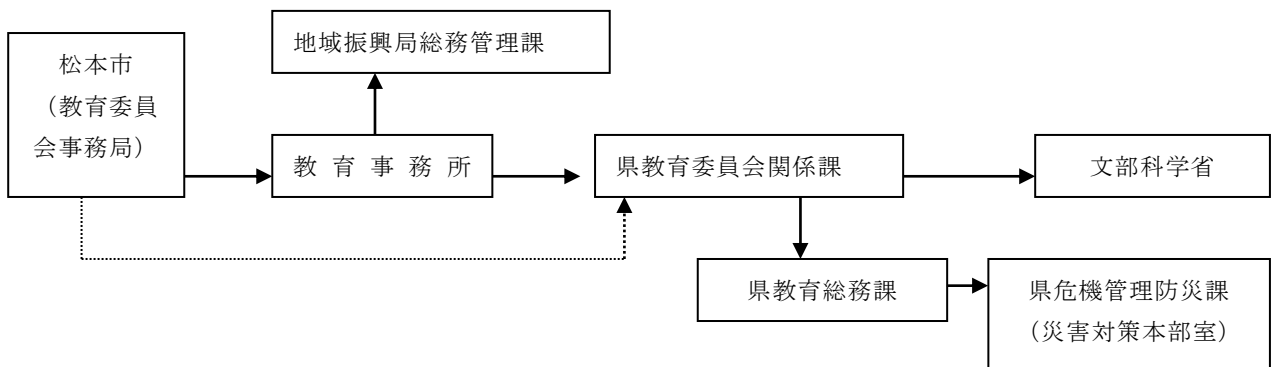 松本市
（教育委員
会事務局）
地域振興局総務管理課
教育事務所
県教育委員会関係課
文部科学省
県教育総務課
県危機管理防災課
（災害対策本部室）